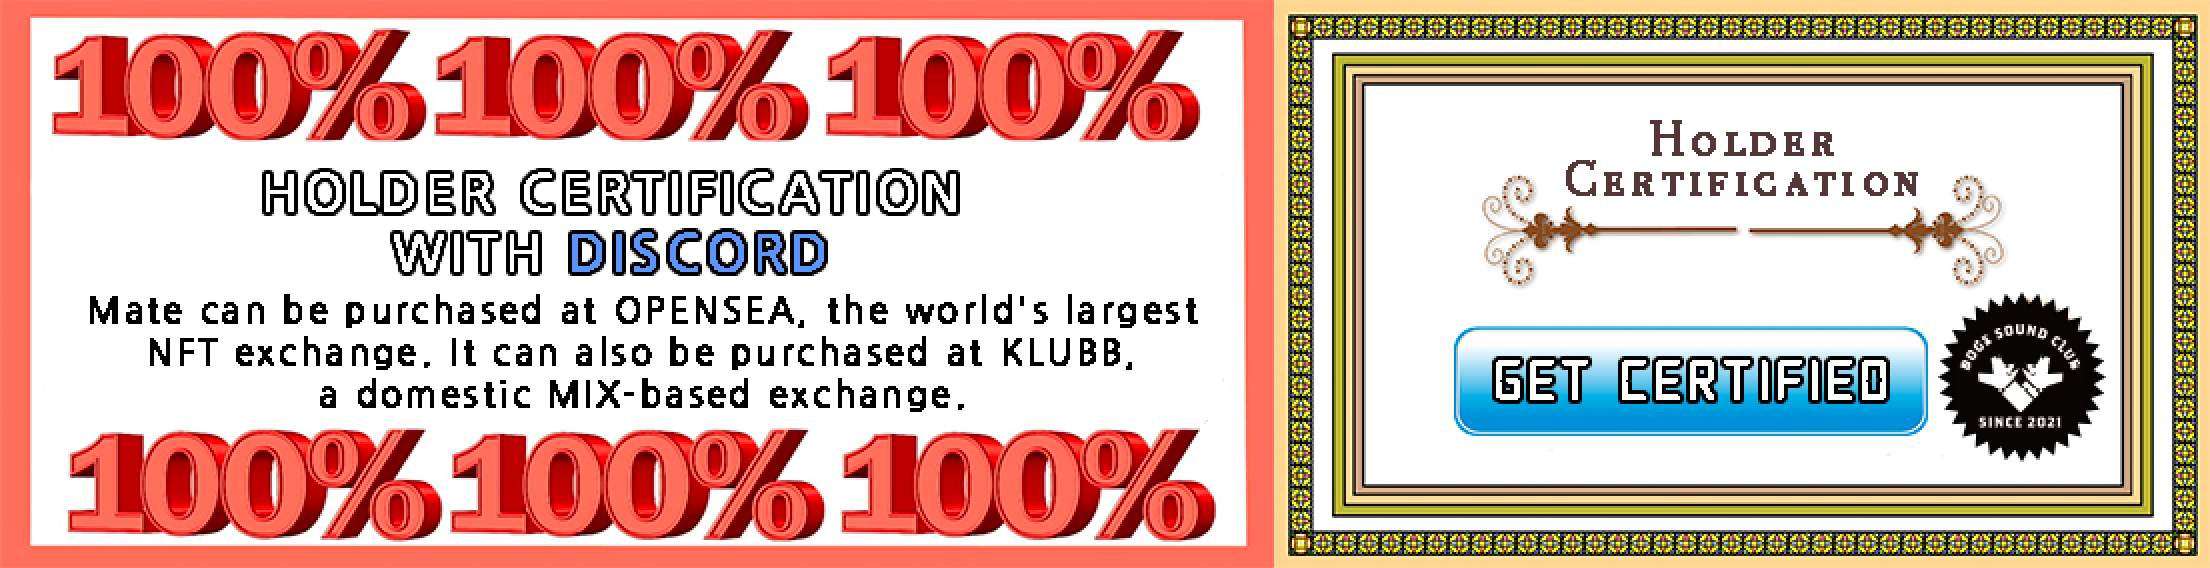 100% 100% 100%
HOLDER CERTIFICATION
WITH DISCORD
Mate can be purchased at OPENSEA, the world's largest
NFT exchange. It can also be purchased at KLUBB,
a domestic MIX-based exchange.
100% 100% 100%
HOLDER
CERTIFICATION
GET CERTIFIED
DOGS SOUND CLUB
SINCE 2021